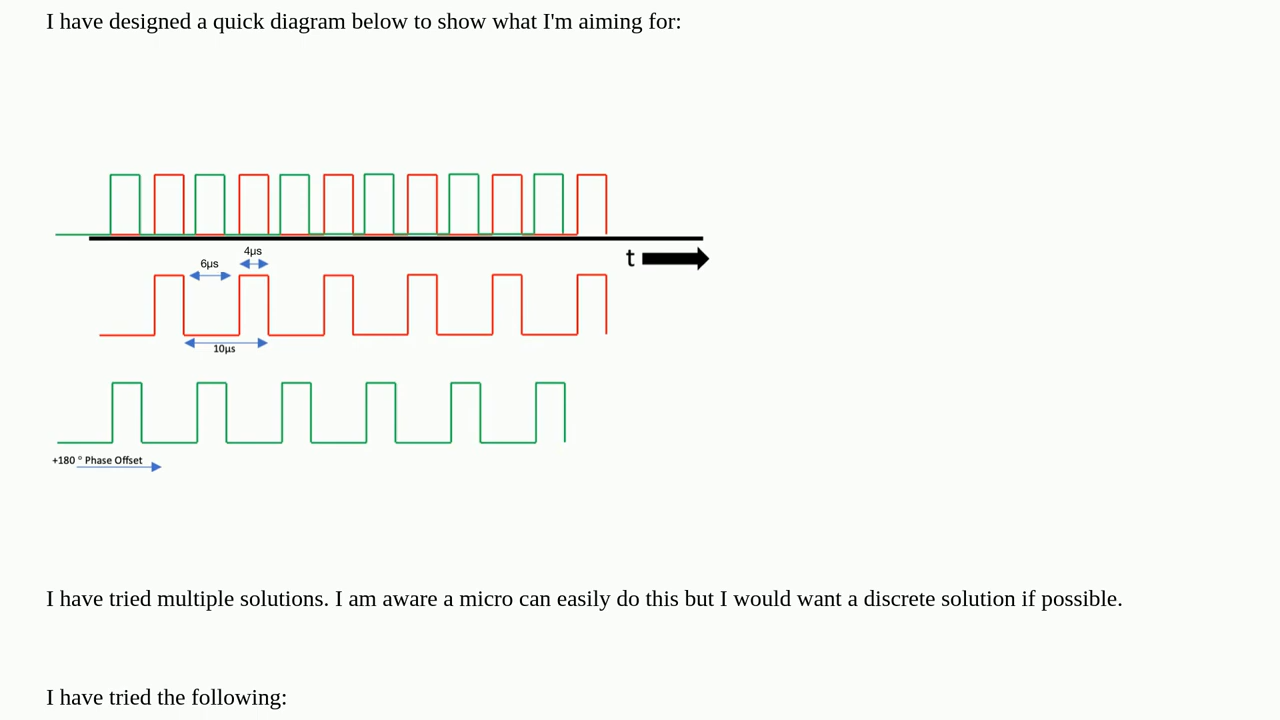 I have designed a quick diagram below to show what I'm aiming for:
t
4µs
6µs
10µs
+180 ° Phase Offset
I have tried multiple solutions. I am aware a micro can easily do this but I would want a discrete solution if possible.
I have tried the following: